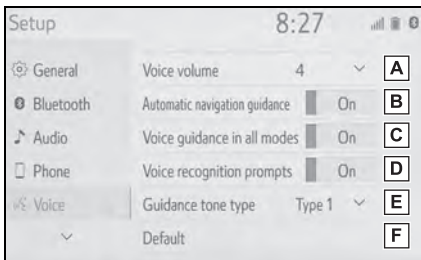 Setup 8:27
General Voice volume 4 A
Bluetooth Automatic navigation guidance On B
Audio Voice guidance in all modes On C
Phone Voice recognition prompts On D
Voice Guidance tone type Type 1 E
Default F